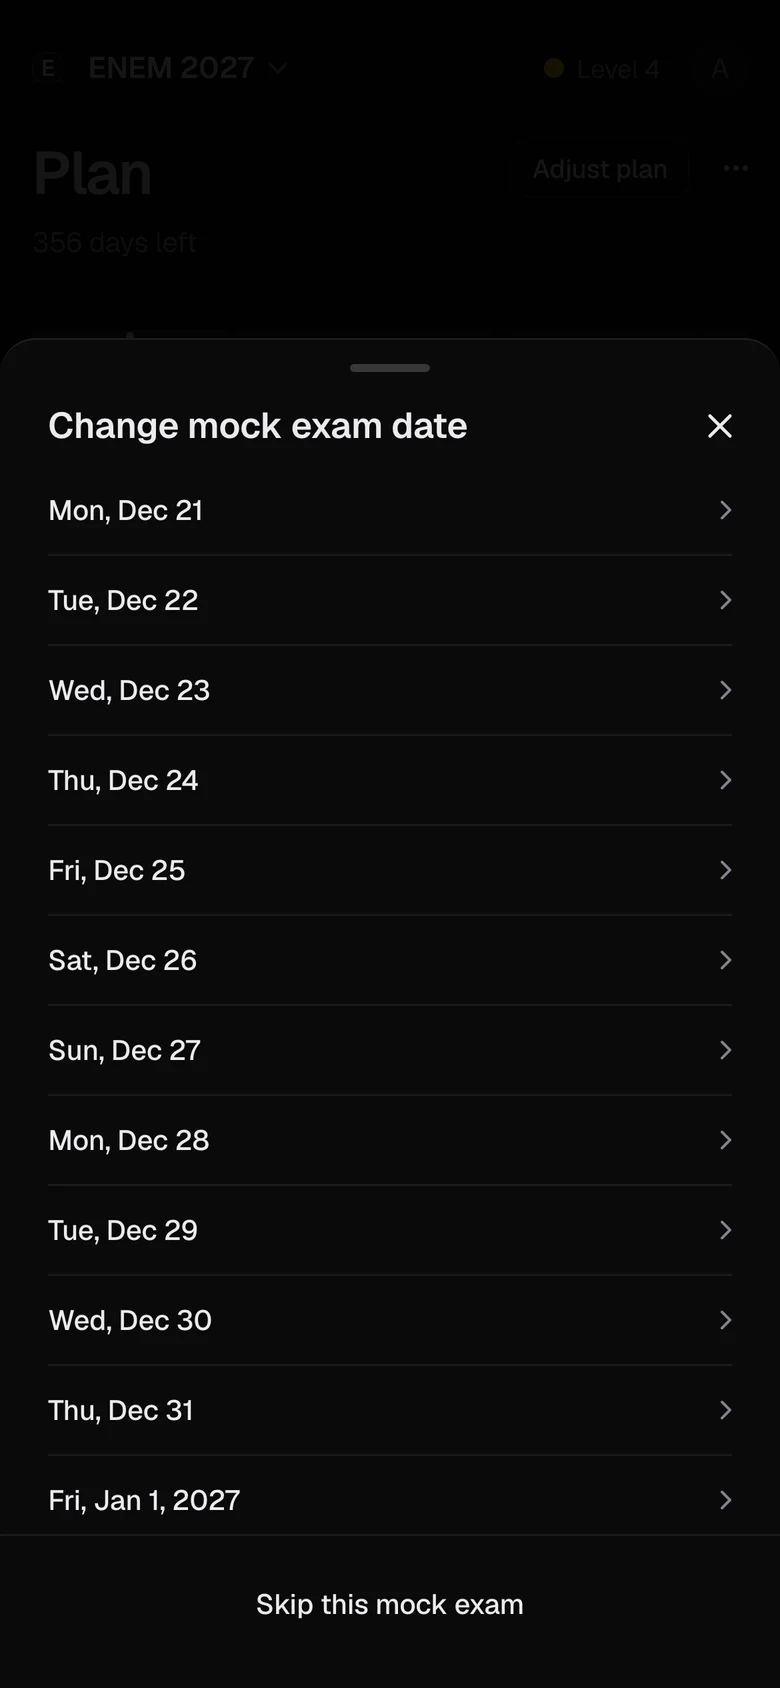 E ENEM 2027 Level 4 A
Plan Adjust plan
356 days left
Change mock exam date
Mon, Dec 21
Tue, Dec 22
Wed, Dec 23
Thu, Dec 24
Fri, Dec 25
Sat, Dec 26
Sun, Dec 27
Mon, Dec 28
Tue, Dec 29
Wed, Dec 30
Thu, Dec 31
Fri, Jan 1, 2027
Skip this mock exam